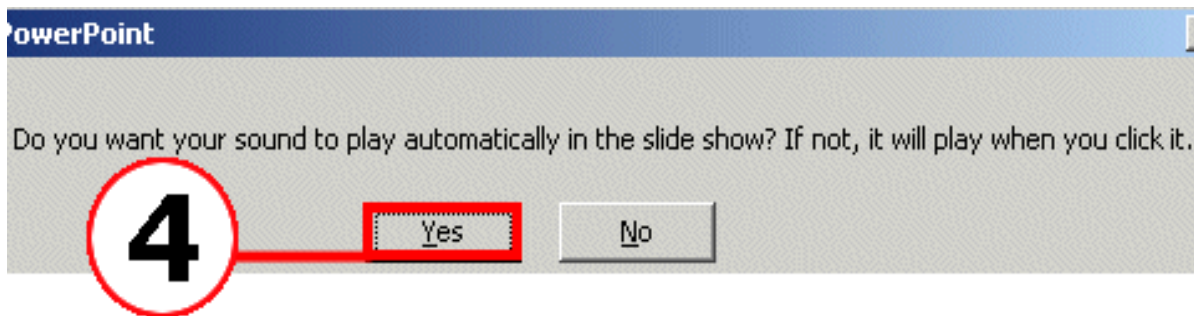 PowerPoint
Do you want your sound to play automatically in the slide show? If not, it will play when you click it.
4
Yes
No